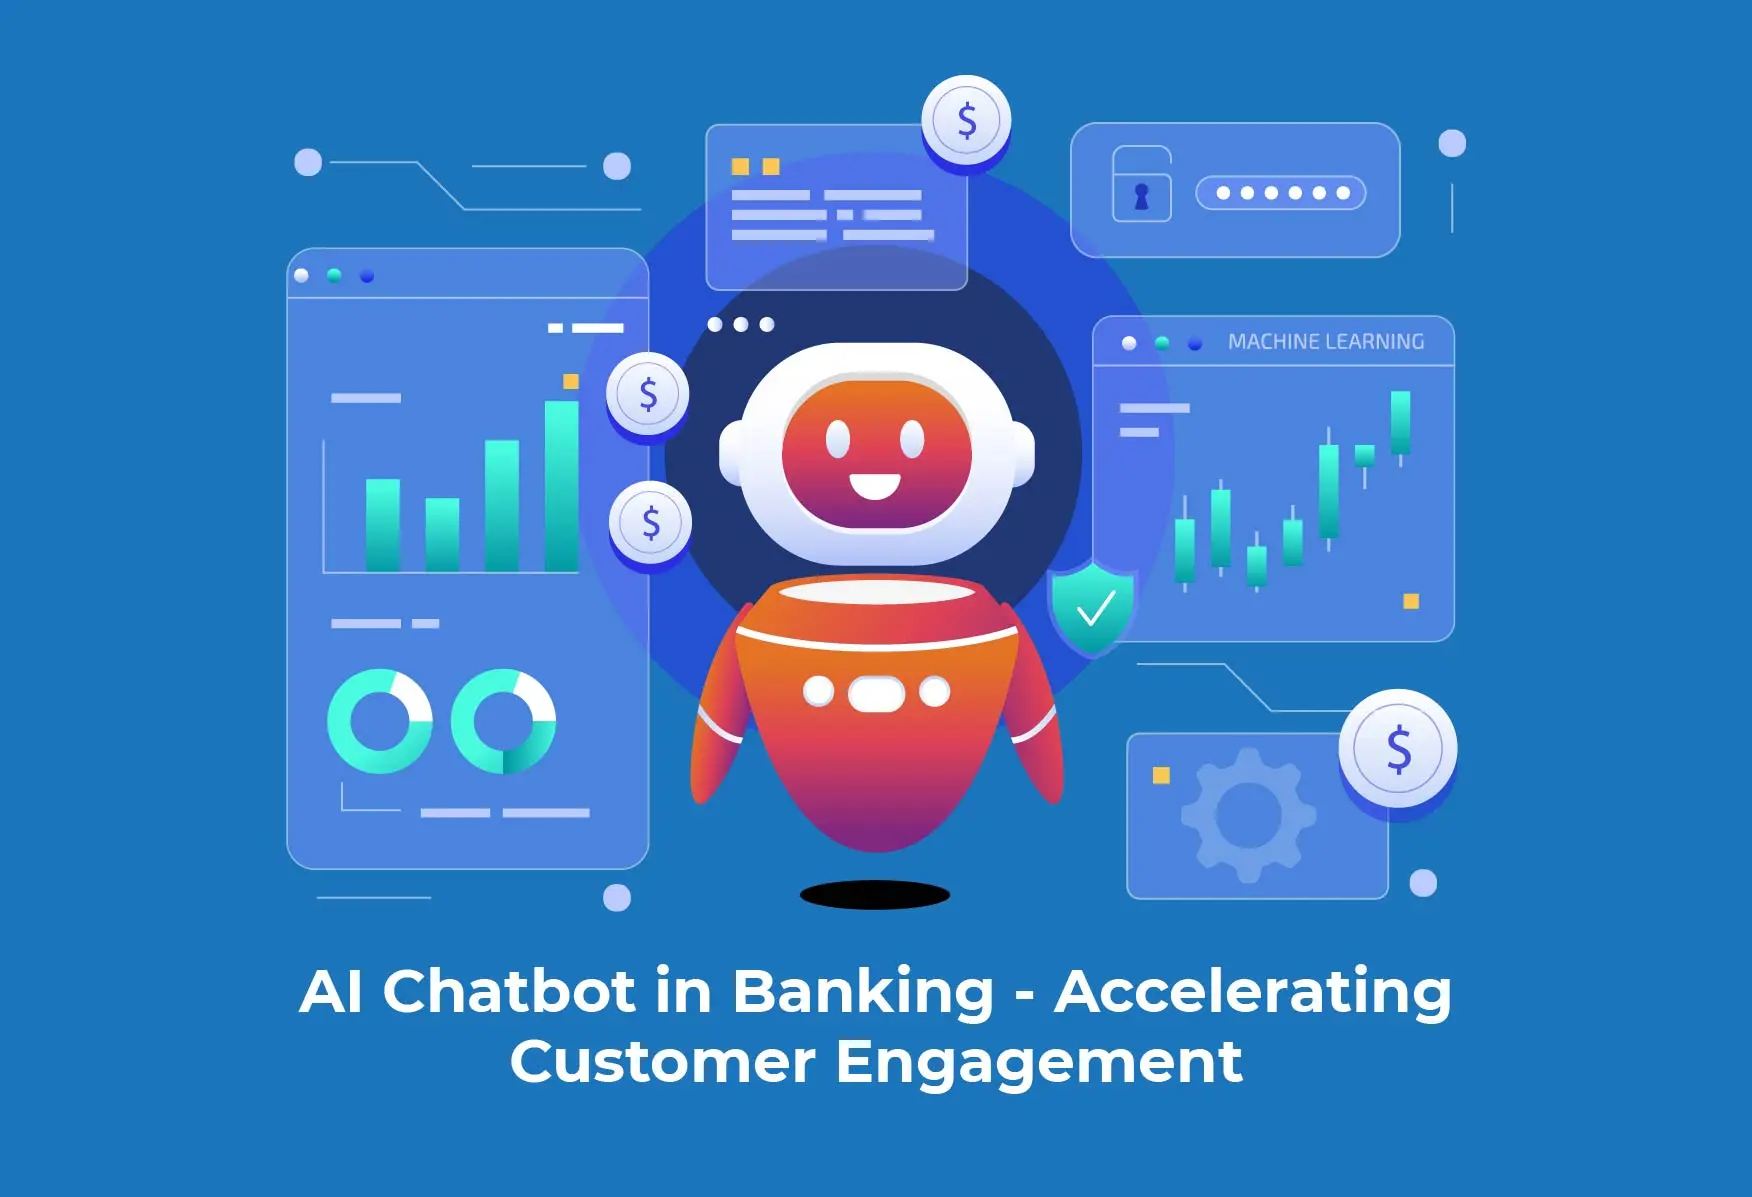 $
MACHINE LEARNING
$
$
$
AI Chatbot in Banking - Accelerating
Customer Engagement